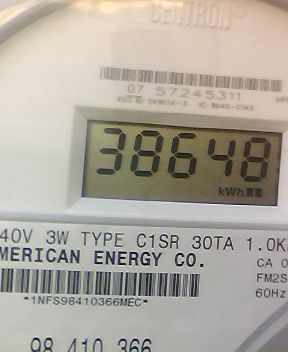 CENTRON®
07 57245311
38648
kWh
40V 3W TYPE C1SR 30TA 1.0K
MERICAN ENERGY CO.
CA 0
FM2S
60Hz
*1NFS98410366MEC*
98 410 366